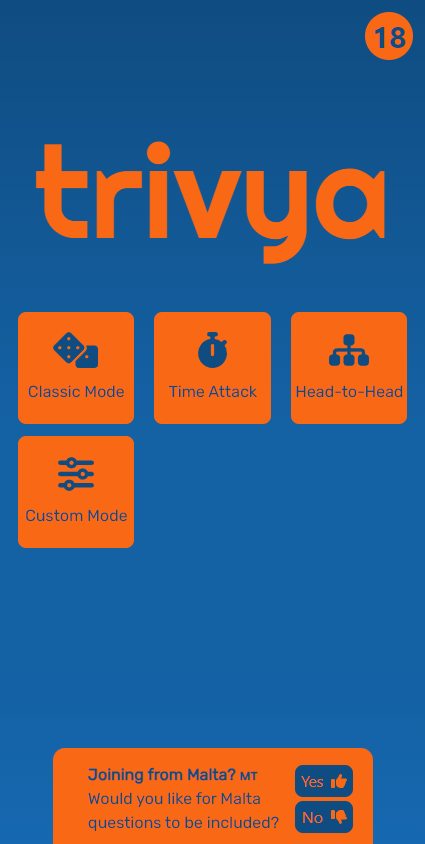 18
trivya
Classic Mode
Time Attack
Head-to-Head
Custom Mode
Joining from Malta? MT
Would you like for Malta
questions to be included?
Yes
No